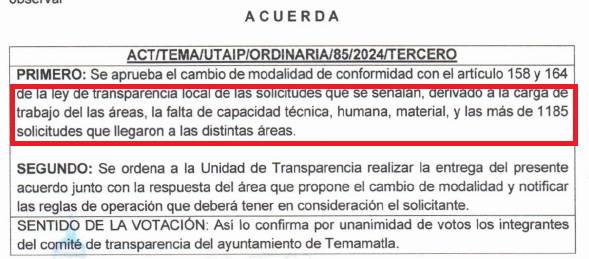 observar
ACUERDA
ACT/TEMA/UTAIP/ORDINARIA/85/2024/TERCERO
PRIMERO: Se aprueba el cambio de modalidad de conformidad con el artículo 158 y 164
de la ley de transparencia local de las solicitudes que se señalan, derivado a la carga de
trabajo del las áreas, la falta de capacidad técnica, humana, material, y las más de 1185
solicitudes que llegaron a las distintas áreas.
SEGUNDO: Se ordena a la Unidad de Transparencia realizar la entrega del presente
acuerdo junto con la respuesta del área que propone el cambio de modalidad y notificar
las reglas de operación que deberá tener en consideración el solicitante.
SENTIDO DE LA VOTACIÓN: Así lo confirma por unanimidad de votos los integrantes
del comité de transparencia del ayuntamiento de Temamatla.